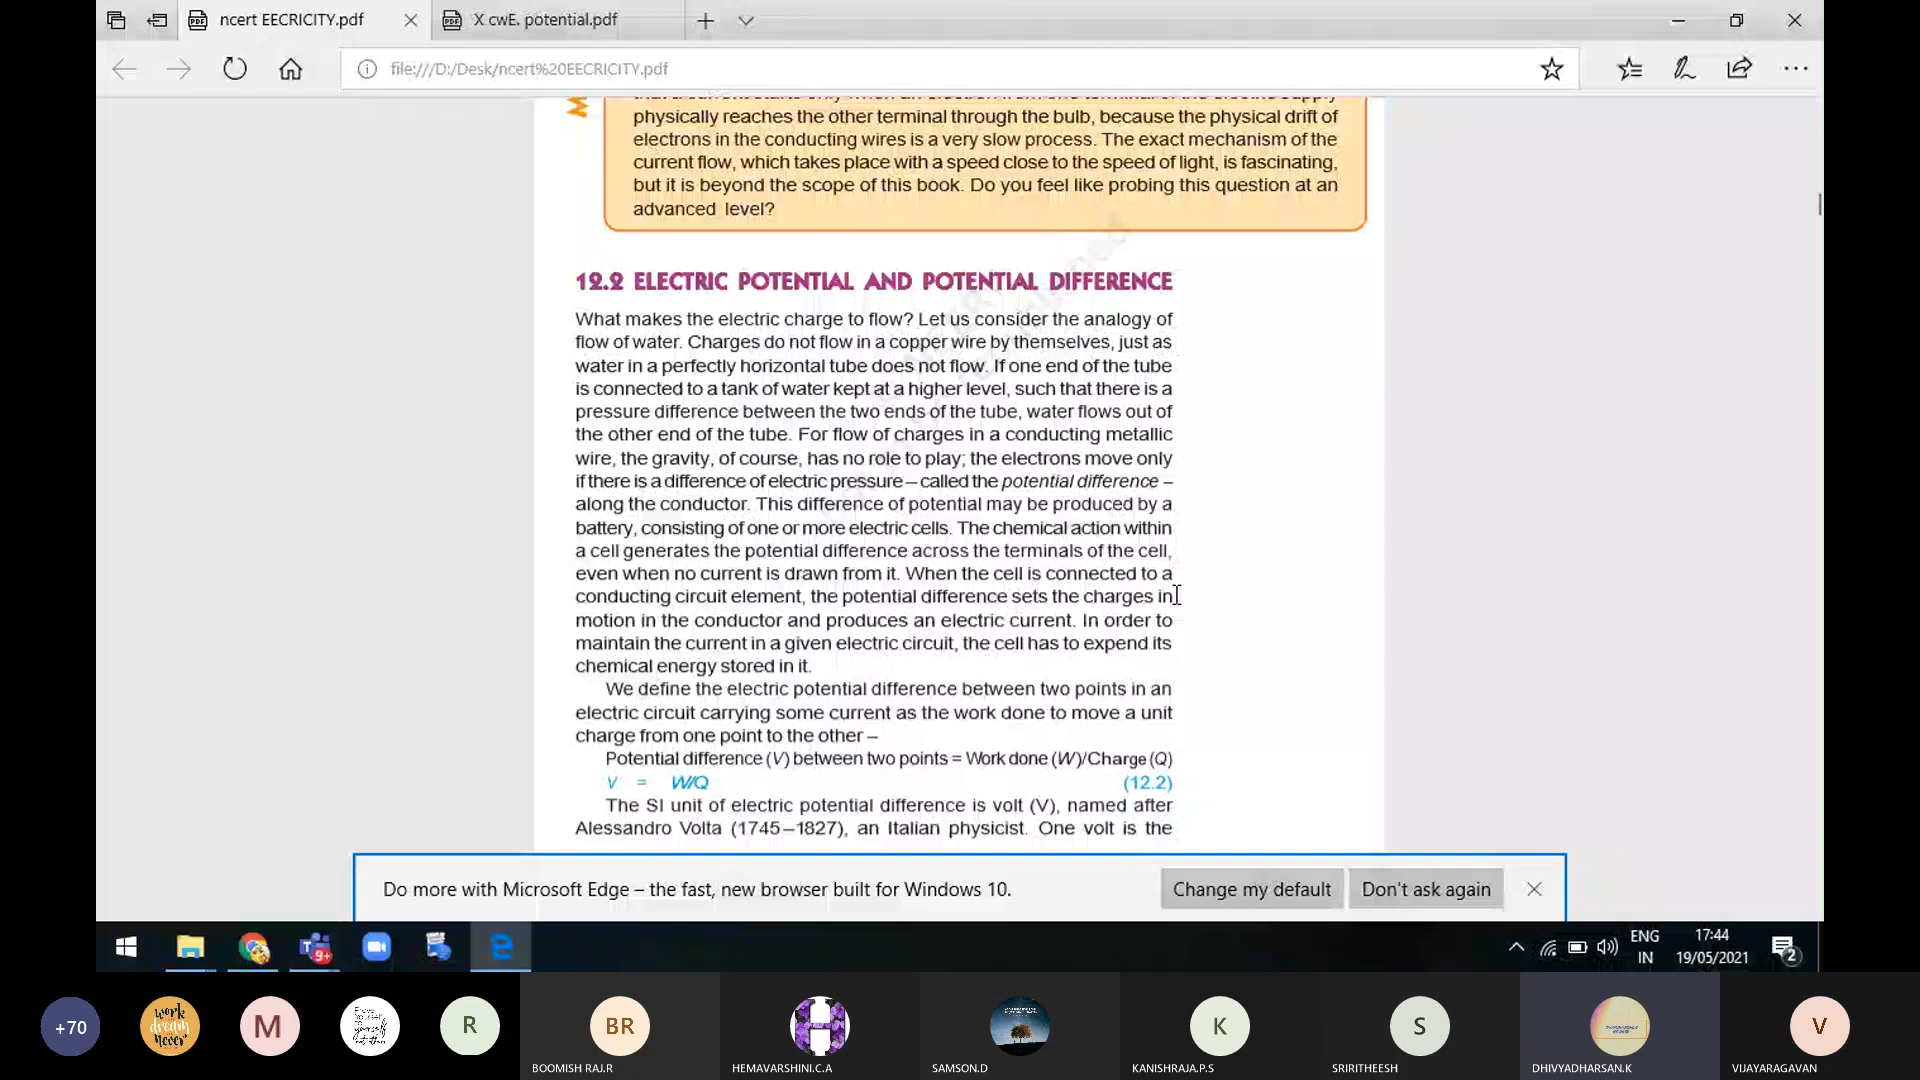 ncert EECRICITY.pdf
X cwE. potential.pdf
file:///D:/Desk/ncert%20EECRICITY.pdf
physically reaches the other terminal through the bulb, because the physical drift of
electrons in the conducting wires is a very slow process. The exact mechanism of the
current flow, which takes place with a speed close to the speed of light, is fascinating,
but it is beyond the scope of this book. Do you feel like probing this question at an
advanced level?
12.2 ELECTRIC POTENTIAL AND POTENTIAL DIFFERENCE
What makes the electric charge to flow? Let us consider the analogy of
flow of water. Charges do not flow in a copper wire by themselves, just as
water in a perfectly horizontal tube does not flow. If one end of the tube
is connected to a tank of water kept at a higher level, such that there is a
pressure difference between the two ends of the tube, water flows out of
the other end of the tube. For flow of charges in a conducting metallic
wire, the gravity, of course, has no role to play; the electrons move only
if there is a difference of electric pressure – called the potential difference –
along the conductor. This difference of potential may be produced by a
battery, consisting of one or more electric cells. The chemical action within
a cell generates the potential difference across the terminals of the cell,
even when no current is drawn from it. When the cell is connected to a
conducting circuit element, the potential difference sets the charges in
motion in the conductor and produces an electric current. In order to
maintain the current in a given electric circuit, the cell has to expend its
chemical energy stored in it.
We define the electric potential difference between two points in an
electric circuit carrying some current as the work done to move a unit
charge from one point to the other –
Potential difference (V) between two points = Work done (W)/Charge (Q)
V = W/Q (12.2)
The SI unit of electric potential difference is volt (V), named after
Alessandro Volta (1745–1827), an Italian physicist. One volt is the
Do more with Microsoft Edge – the fast, new browser built for Windows 10.
Change my default
Don't ask again
9+
ENG
IN
17:44
19/05/2021
2
+70
work
dream
never
M
R
BR
K
S
V
BOOMISH RAJ.R
HEMAVARSHINI.C.A
SAMSON.D
KANISHRAJA.P.S
SRIRITHEESH
DHIVYADHARSAN.K
VIJAYARAGAVAN